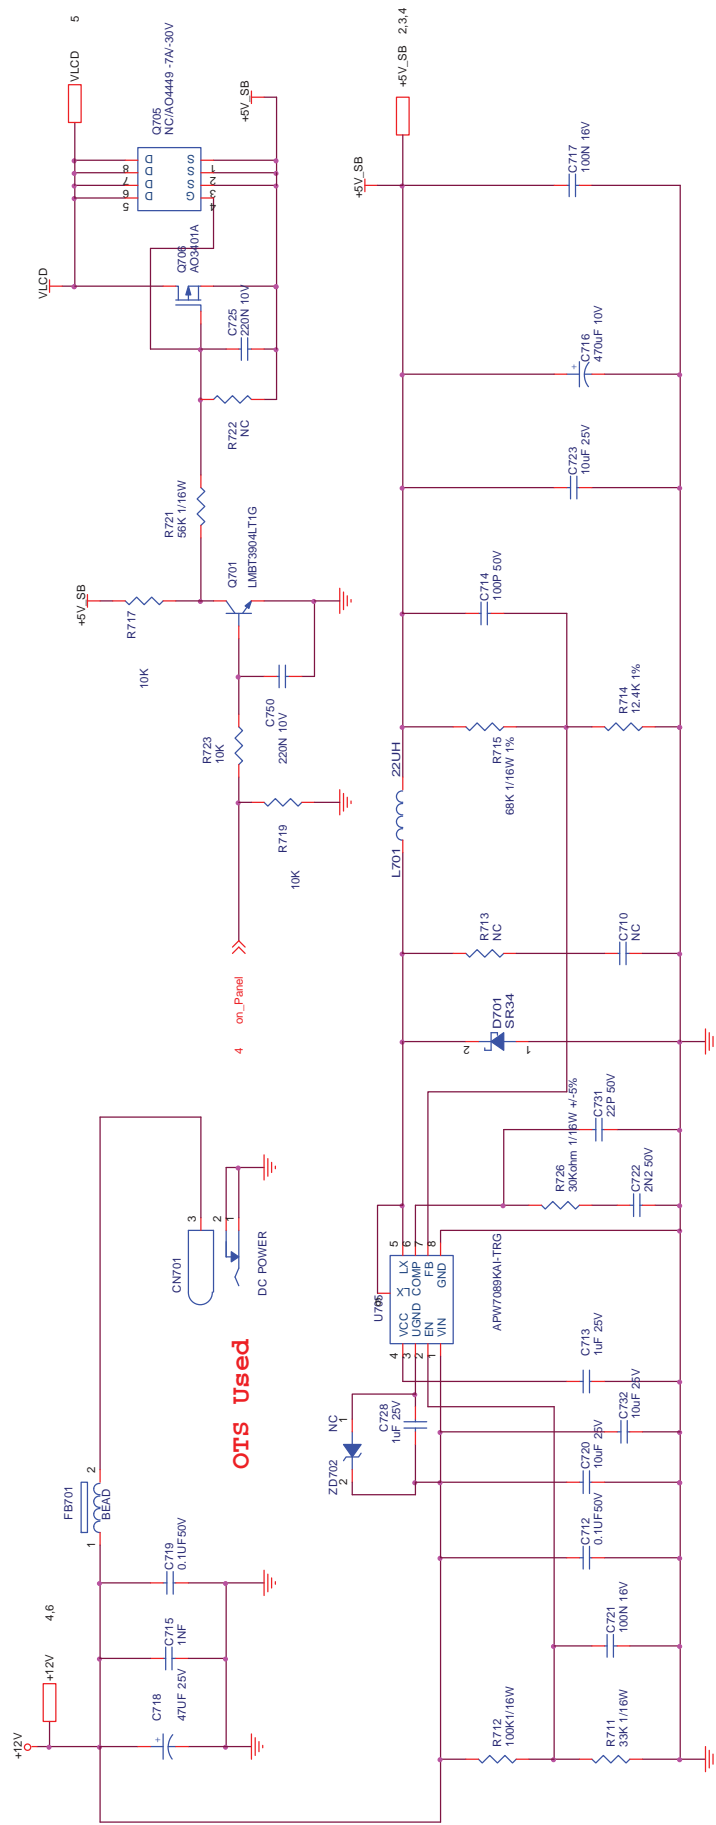 +12V
+12V
4,6
C718
47UF 25V
C715
1NF
C719
0.1UF50V
FB701
BEAD
1
2
OTS Used
CN701
3
2
1
DC POWER
4
on_Panel
R719
10K
R723
10K
C750
220N 10V
+5V_SB
R717
10K
Q701
LMBT3904LT1G
R721
56K 1/16W
R722
NC
C725
220N 10V
VLCD
Q706
AO3401A
Q705
NC/AO4449 -7A/-30V
5
6
7
8
D
D
D
D
G
S
S
S
4
3
2
1
VLCD
5
+5V_SB
R712
100K1/16W
R711
33K 1/16W
C721
100N 16V
C712
0.1UF50V
C720
10uF 25V
C732
10uF 25V
C713
1uF 25V
ZD702
NC
2
1
C728
1uF 25V
4
3
2
1
VCC
UGND
EN
VIN
LX
LX
COMP
FB
GND
5
6
7
8
APW7089KAI-TRG
R726
30Kohm 1/16W +/-5%
C722
2N2 50V
C731
22P 50V
D701
SR34
2
1
R713
NC
C710
NC
L701
22UH
R715
68K 1/16W 1%
R714
12.4K 1%
C714
100P 50V
C723
10uF 25V
+
C716
470uF 10V
C717
100N 16V
+5V_SB
+5V_SB
2,3,4